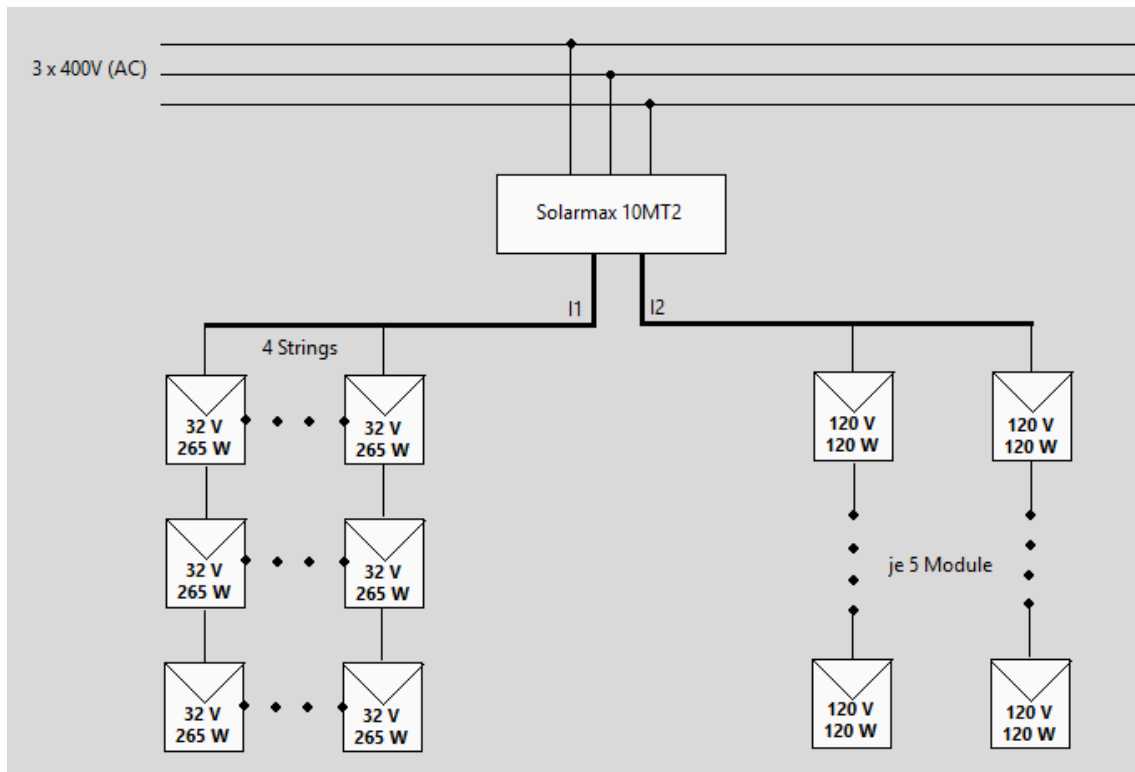 3 x 400V (AC)
Solarmax 10MT2
I1
I2
4 Strings
32 V
265 W
32 V
265 W
120 V
120 W
120 V
120 W
32 V
265 W
32 V
265 W
je 5 Module
32 V
265 W
32 V
265 W
120 V
120 W
120 V
120 W